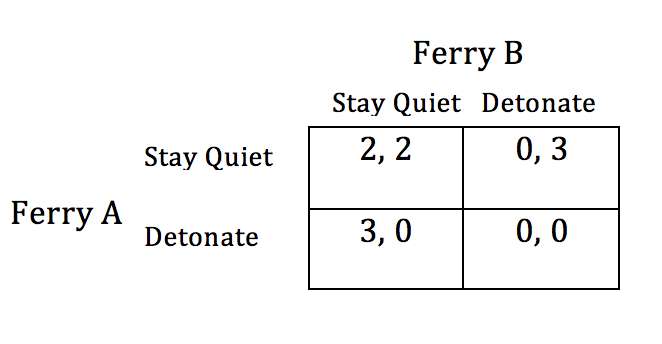 Ferry B
Stay Quiet Detonate
Stay Quiet 2, 2 0, 3
Ferry A
Detonate 3, 0 0, 0